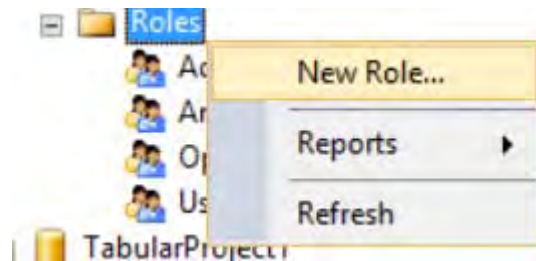 Roles
Ac
New Role...
Ar
Reports
Op
Us
Refresh
TabularProject1